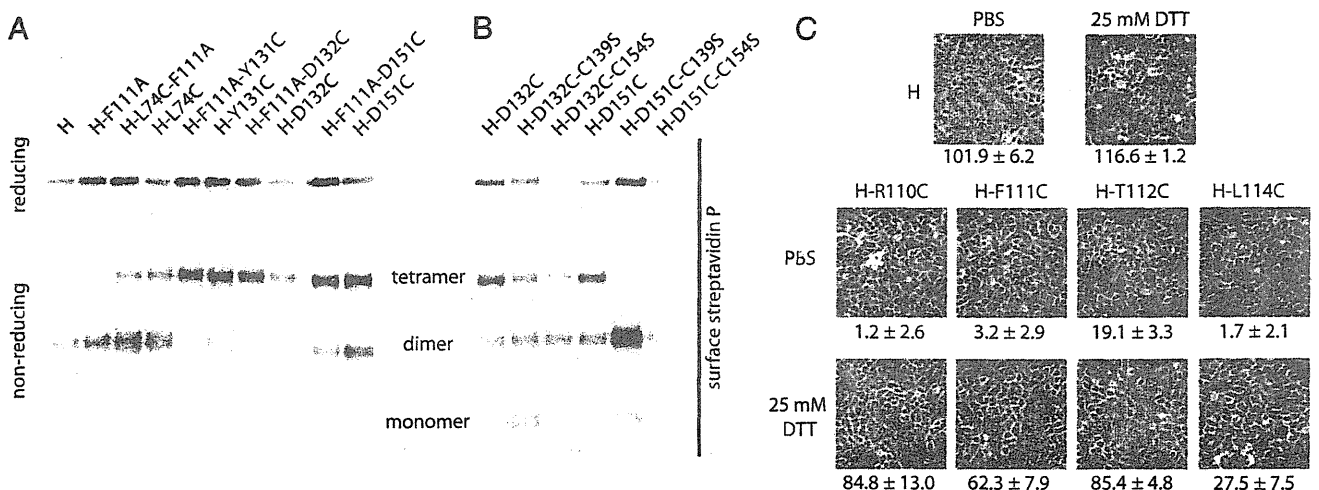 A
H
H-F111A
H-L74C-F111A
H-L74C
H-F111A-Y131C
H-Y131C
H-F111A-D132C
H-D132C
H-F111A-D151C
H-D151C
reducing
non-reducing
tetramer
dimer
monomer
B
H-D132C
H-D132C-C139S
H-D132C-C154S
H-D151C
H-D151C-C139S
H-D151C-C154S
surface streptavidin P
C
PBS 25 mM DTT
H
101.9 ± 6.2 116.6 ± 1.2
H-R110C H-F111C H-T112C H-L114C
PbS
1.2 ± 2.6 3.2 ± 2.9 19.1 ± 3.3 1.7 ± 2.1
25 mM
DTT
84.8 ± 13.0 62.3 ± 7.9 85.4 ± 4.8 27.5 ± 7.5